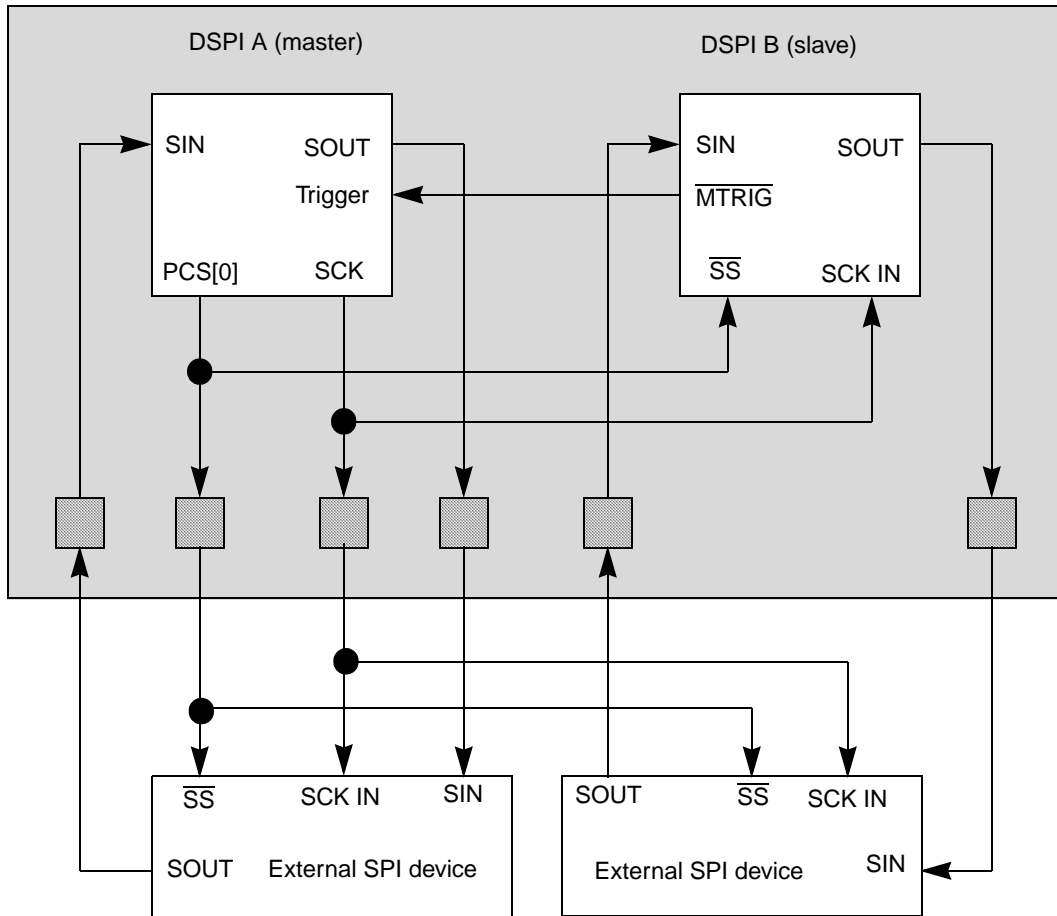 DSPI A (master)
DSPI B (slave)
SIN
SOUT
Trigger
PCS[0]
SCK
SIN
SOUT
MTRIG
SS
SCK IN
SS
SCK IN
SIN
SOUT
External SPI device
SOUT
SS
SCK IN
SIN
External SPI device